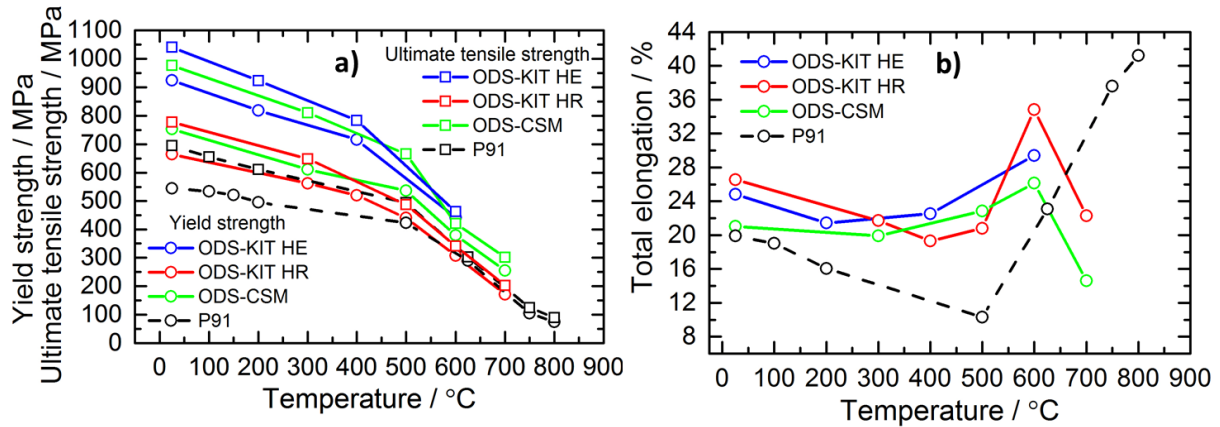 Yield strength / MPa
Ultimate tensile strength / MPa
1100
1000
900
800
700
600
500
400
300
200
100
0
a)
Ultimate tensile strength
ODS-KIT HE
ODS-KIT HR
ODS-CSM
P91
Yield strength
ODS-KIT HE
ODS-KIT HR
ODS-CSM
P91
0 100 200 300 400 500 600 700 800 900
Temperature / °C
Total elongation / %
44
40
36
32
28
24
20
16
12
8
ODS-KIT HE
ODS-KIT HR
ODS-CSM
P91
b)
0 100 200 300 400 500 600 700 800 900
Temperature / °C